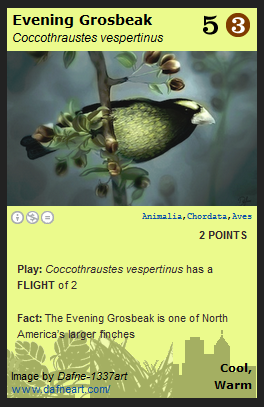 Evening Grosbeak 5 3
Coccothraustes vespertinus
Animalia,Chordata,Aves
2 POINTS
Play: Coccothraustes vespertinus has a
FLIGHT of 2
Fact: The Evening Grosbeak is one of North
America's larger finches
Cool,
Warm
Image by Dafne-1337art
www.dafneart.com/